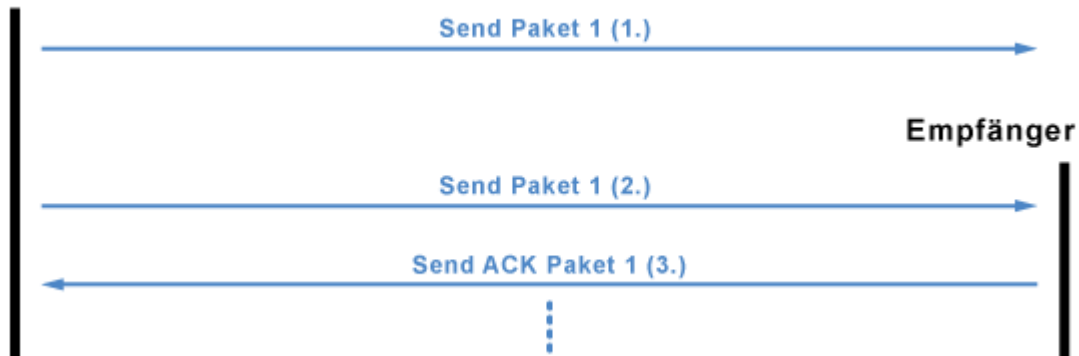 Send Paket 1 (1.)
Empfänger
Send Paket 1 (2.)
Send ACK Paket 1 (3.)